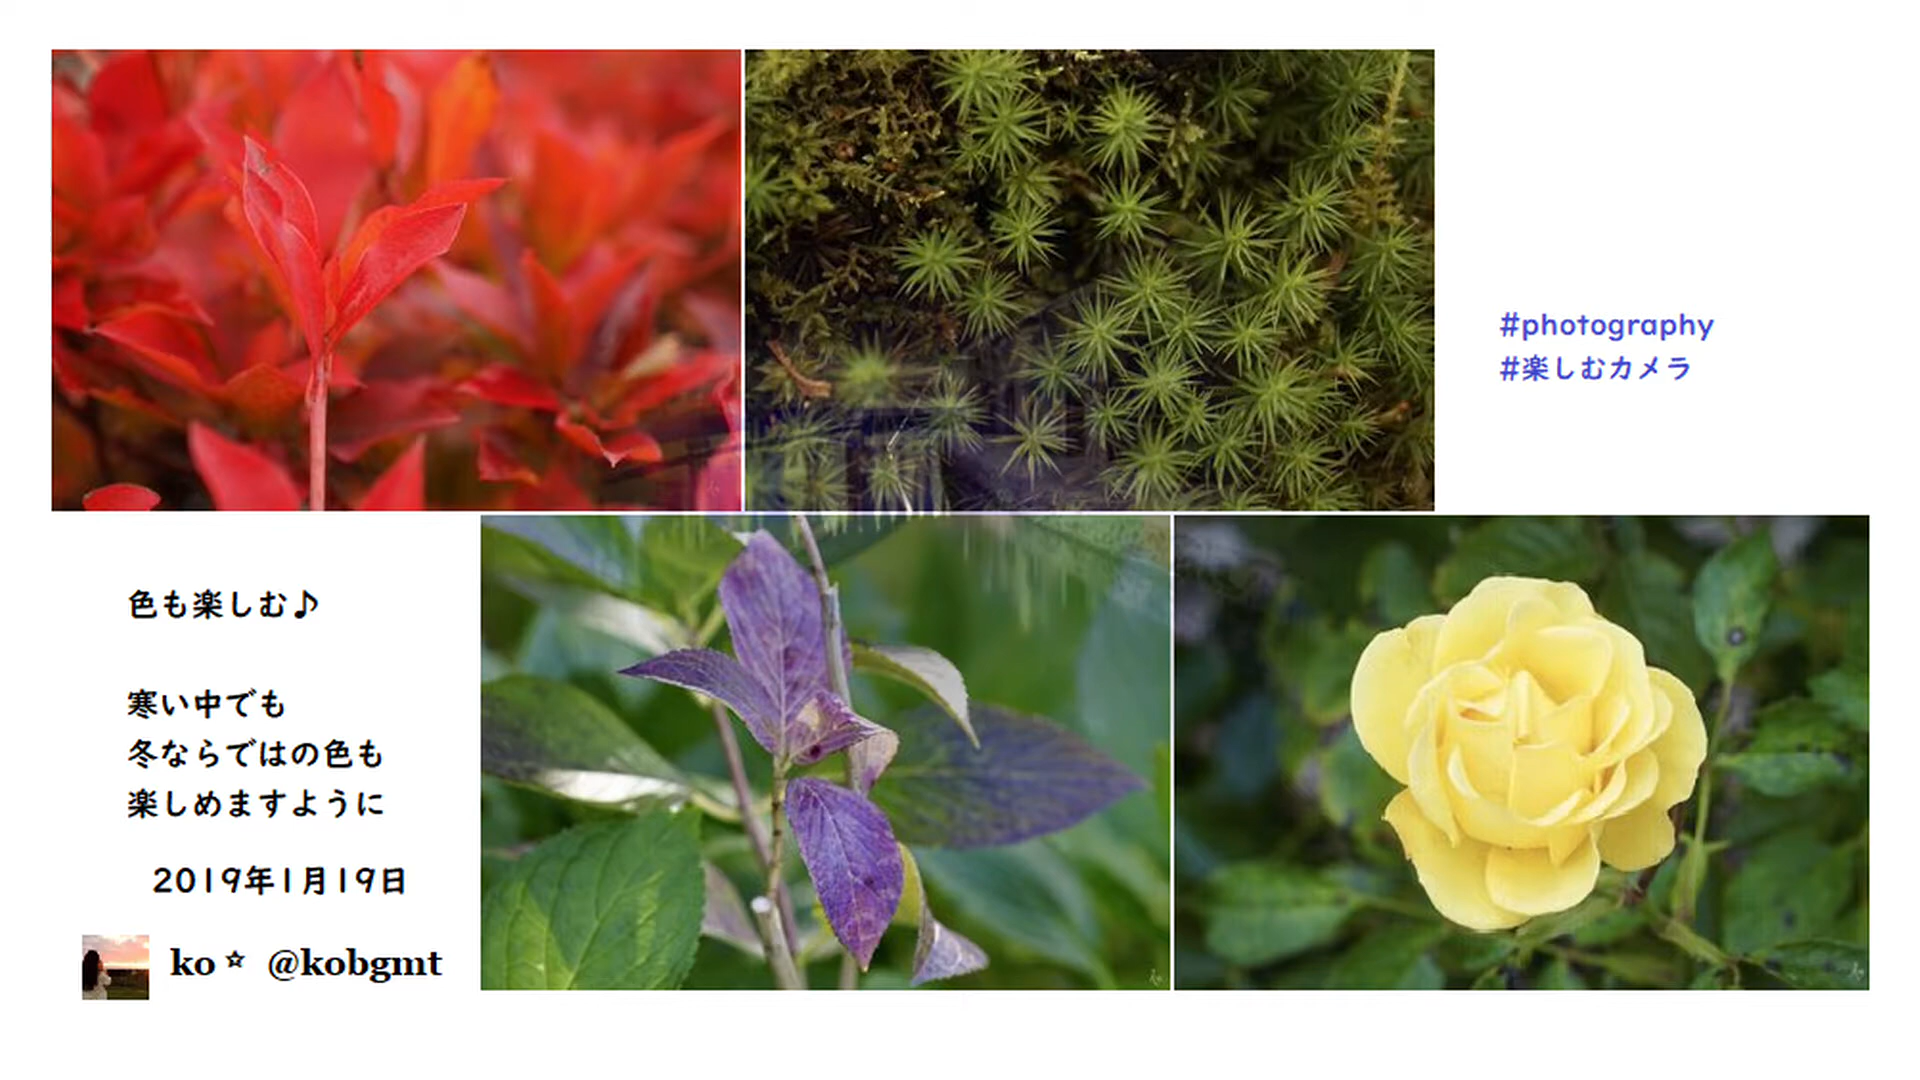 #photography
#楽しむカメラ
色も楽しむ♪
寒い中でも
冬ならではの色も
楽しめますように
2019年1月19日
ko☆ @kobgmt